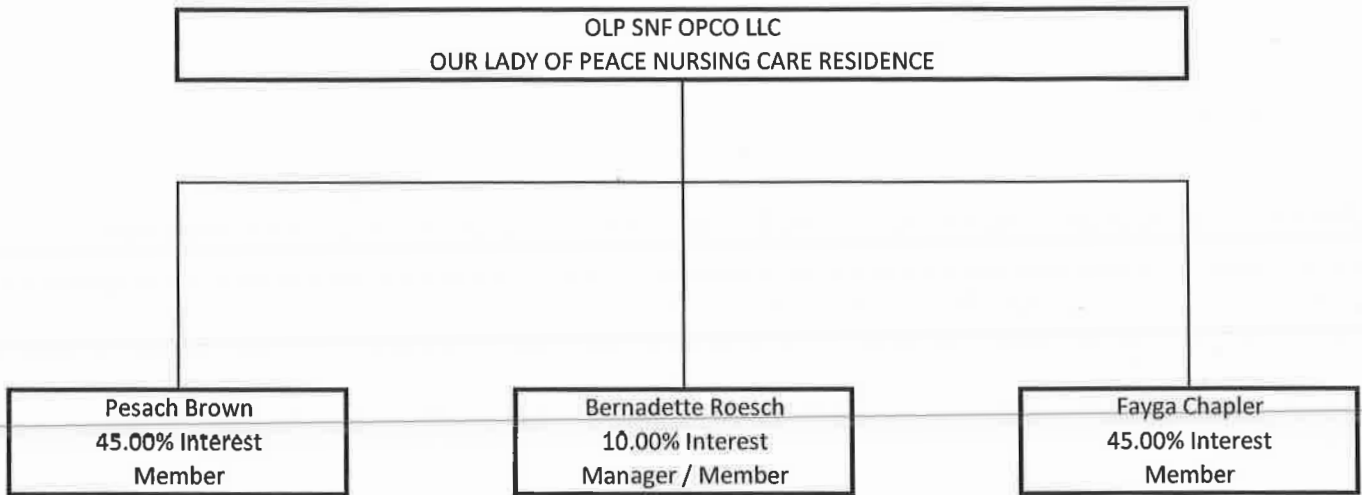 OLP SNF OPCO LLC
OUR LADY OF PEACE NURSING CARE RESIDENCE
Pesach Brown
45.00% Interest
Member
Bernadette Roesch
10.00% Interest
Manager / Member
Fayga Chapler
45.00% Interest
Member